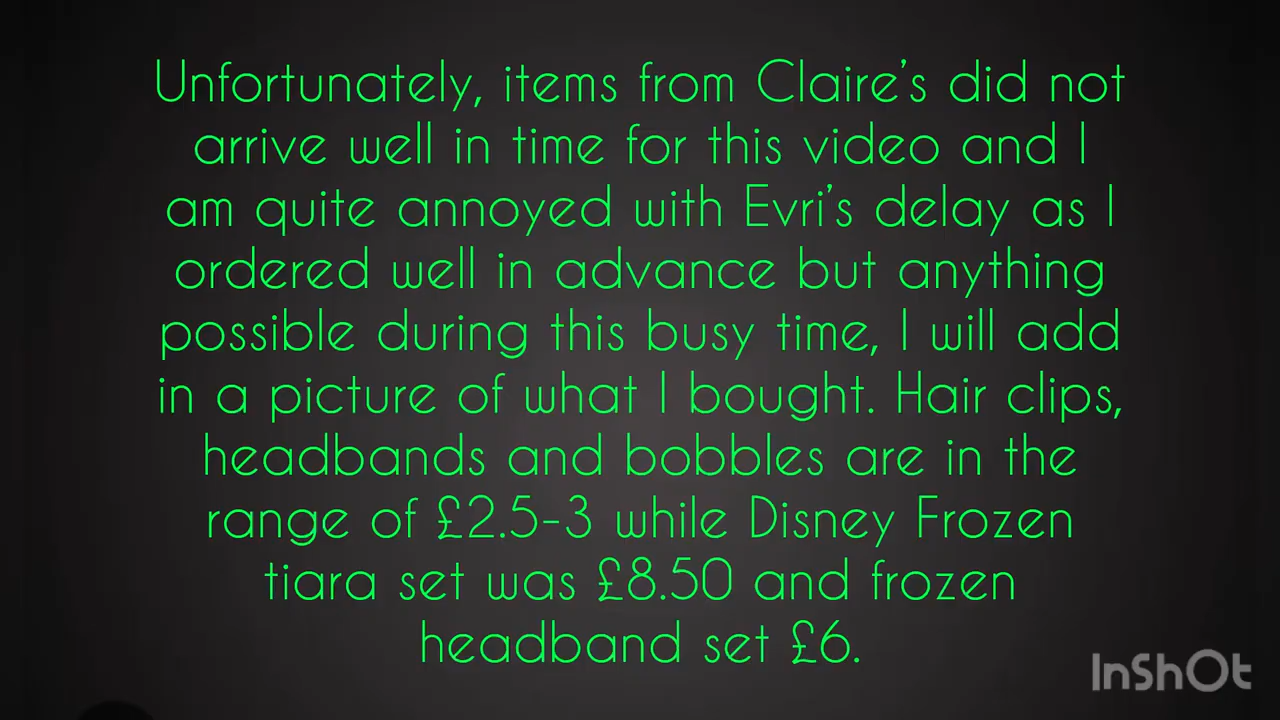 Unfortunately, items from Claire's did not
arrive well in time for this video and I
am quite annoyed with Evri's delay as I
ordered well in advance but anything
possible during this busy time, I will add
in a picture of what I bought. Hair clips,
headbands and bobbles are in the
range of £2.5-3 while Disney Frozen
tiara set was £8.50 and frozen
headband set £6.
InShOt